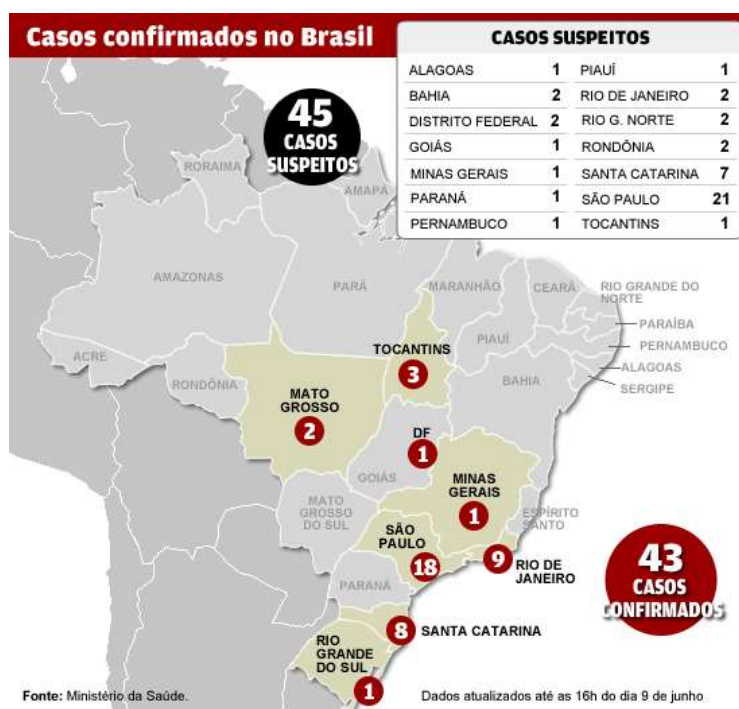 Casos confirmados no Brasil
CASOS SUSPEITOS
ALAGOAS 1 PIAUÍ 1
BAHIA 2 RIO DE JANEIRO 2
DISTRITO FEDERAL 2 RIO G. NORTE 2
GOIÁS 1 RONDÔNIA 2
MINAS GERAIS 1 SANTA CATARINA 7
PARANÁ 1 SÃO PAULO 21
PERNAMBUCO 1 TOCANTINS 1
45
CASOS
SUSPEITOS
RORAIMA
AMAPÁ
AMAZONAS
PARÁ
MARANHÃO
CEARÁ
RIO GRANDE DO
NORTE
PARAÍBA
PERNAMBUCO
ALAGOAS
SERGIPE
PIAUÍ
BAHIA
ACRE
RONDÔNIA
TOCANTINS
3
MATO
GROSSO
2
DF
1
GOIÁS
MINAS
GERAIS
1
MATO
GROSSO
DO SUL
ESPÍRITO
SANTO
SÃO
PAULO
18
9
RIO DE
JANEIRO
PARANÁ
8
SANTA CATARINA
RIO
GRANDE
DO SUL
1
43
CASOS
CONFIRMADOS
Fonte: Ministério da Saúde.
Dados atualizados até as 16h do dia 9 de junho